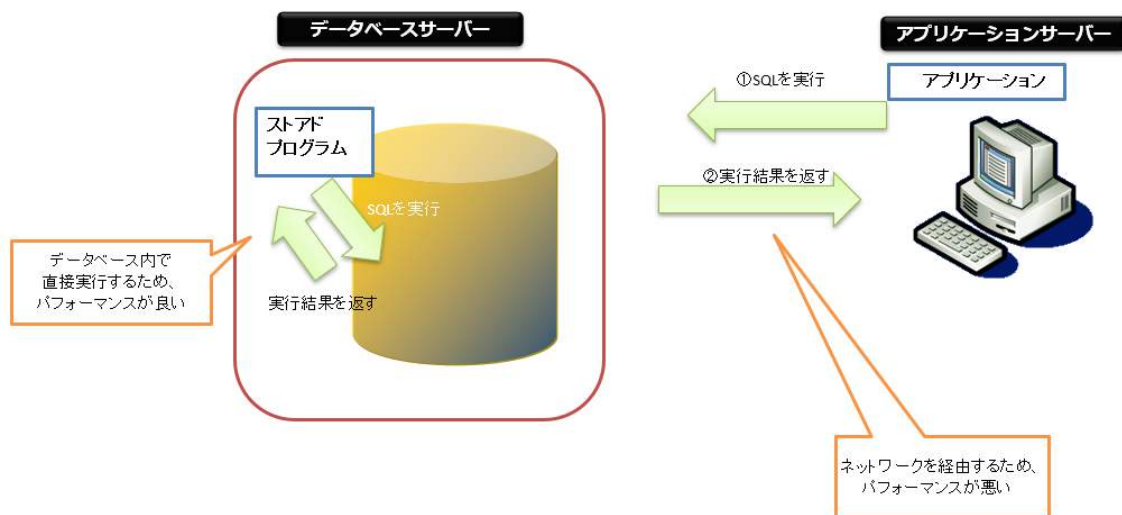 データベースサーバー
アプリケーションサーバー
アプリケーション
①SQLを実行
ストアド
プログラム
②実行結果を返す
SQLを実行
データベース内で
直接実行するため、
パフォーマンスが良い
実行結果を返す
ネットワークを経由するため、
パフォーマンスが悪い